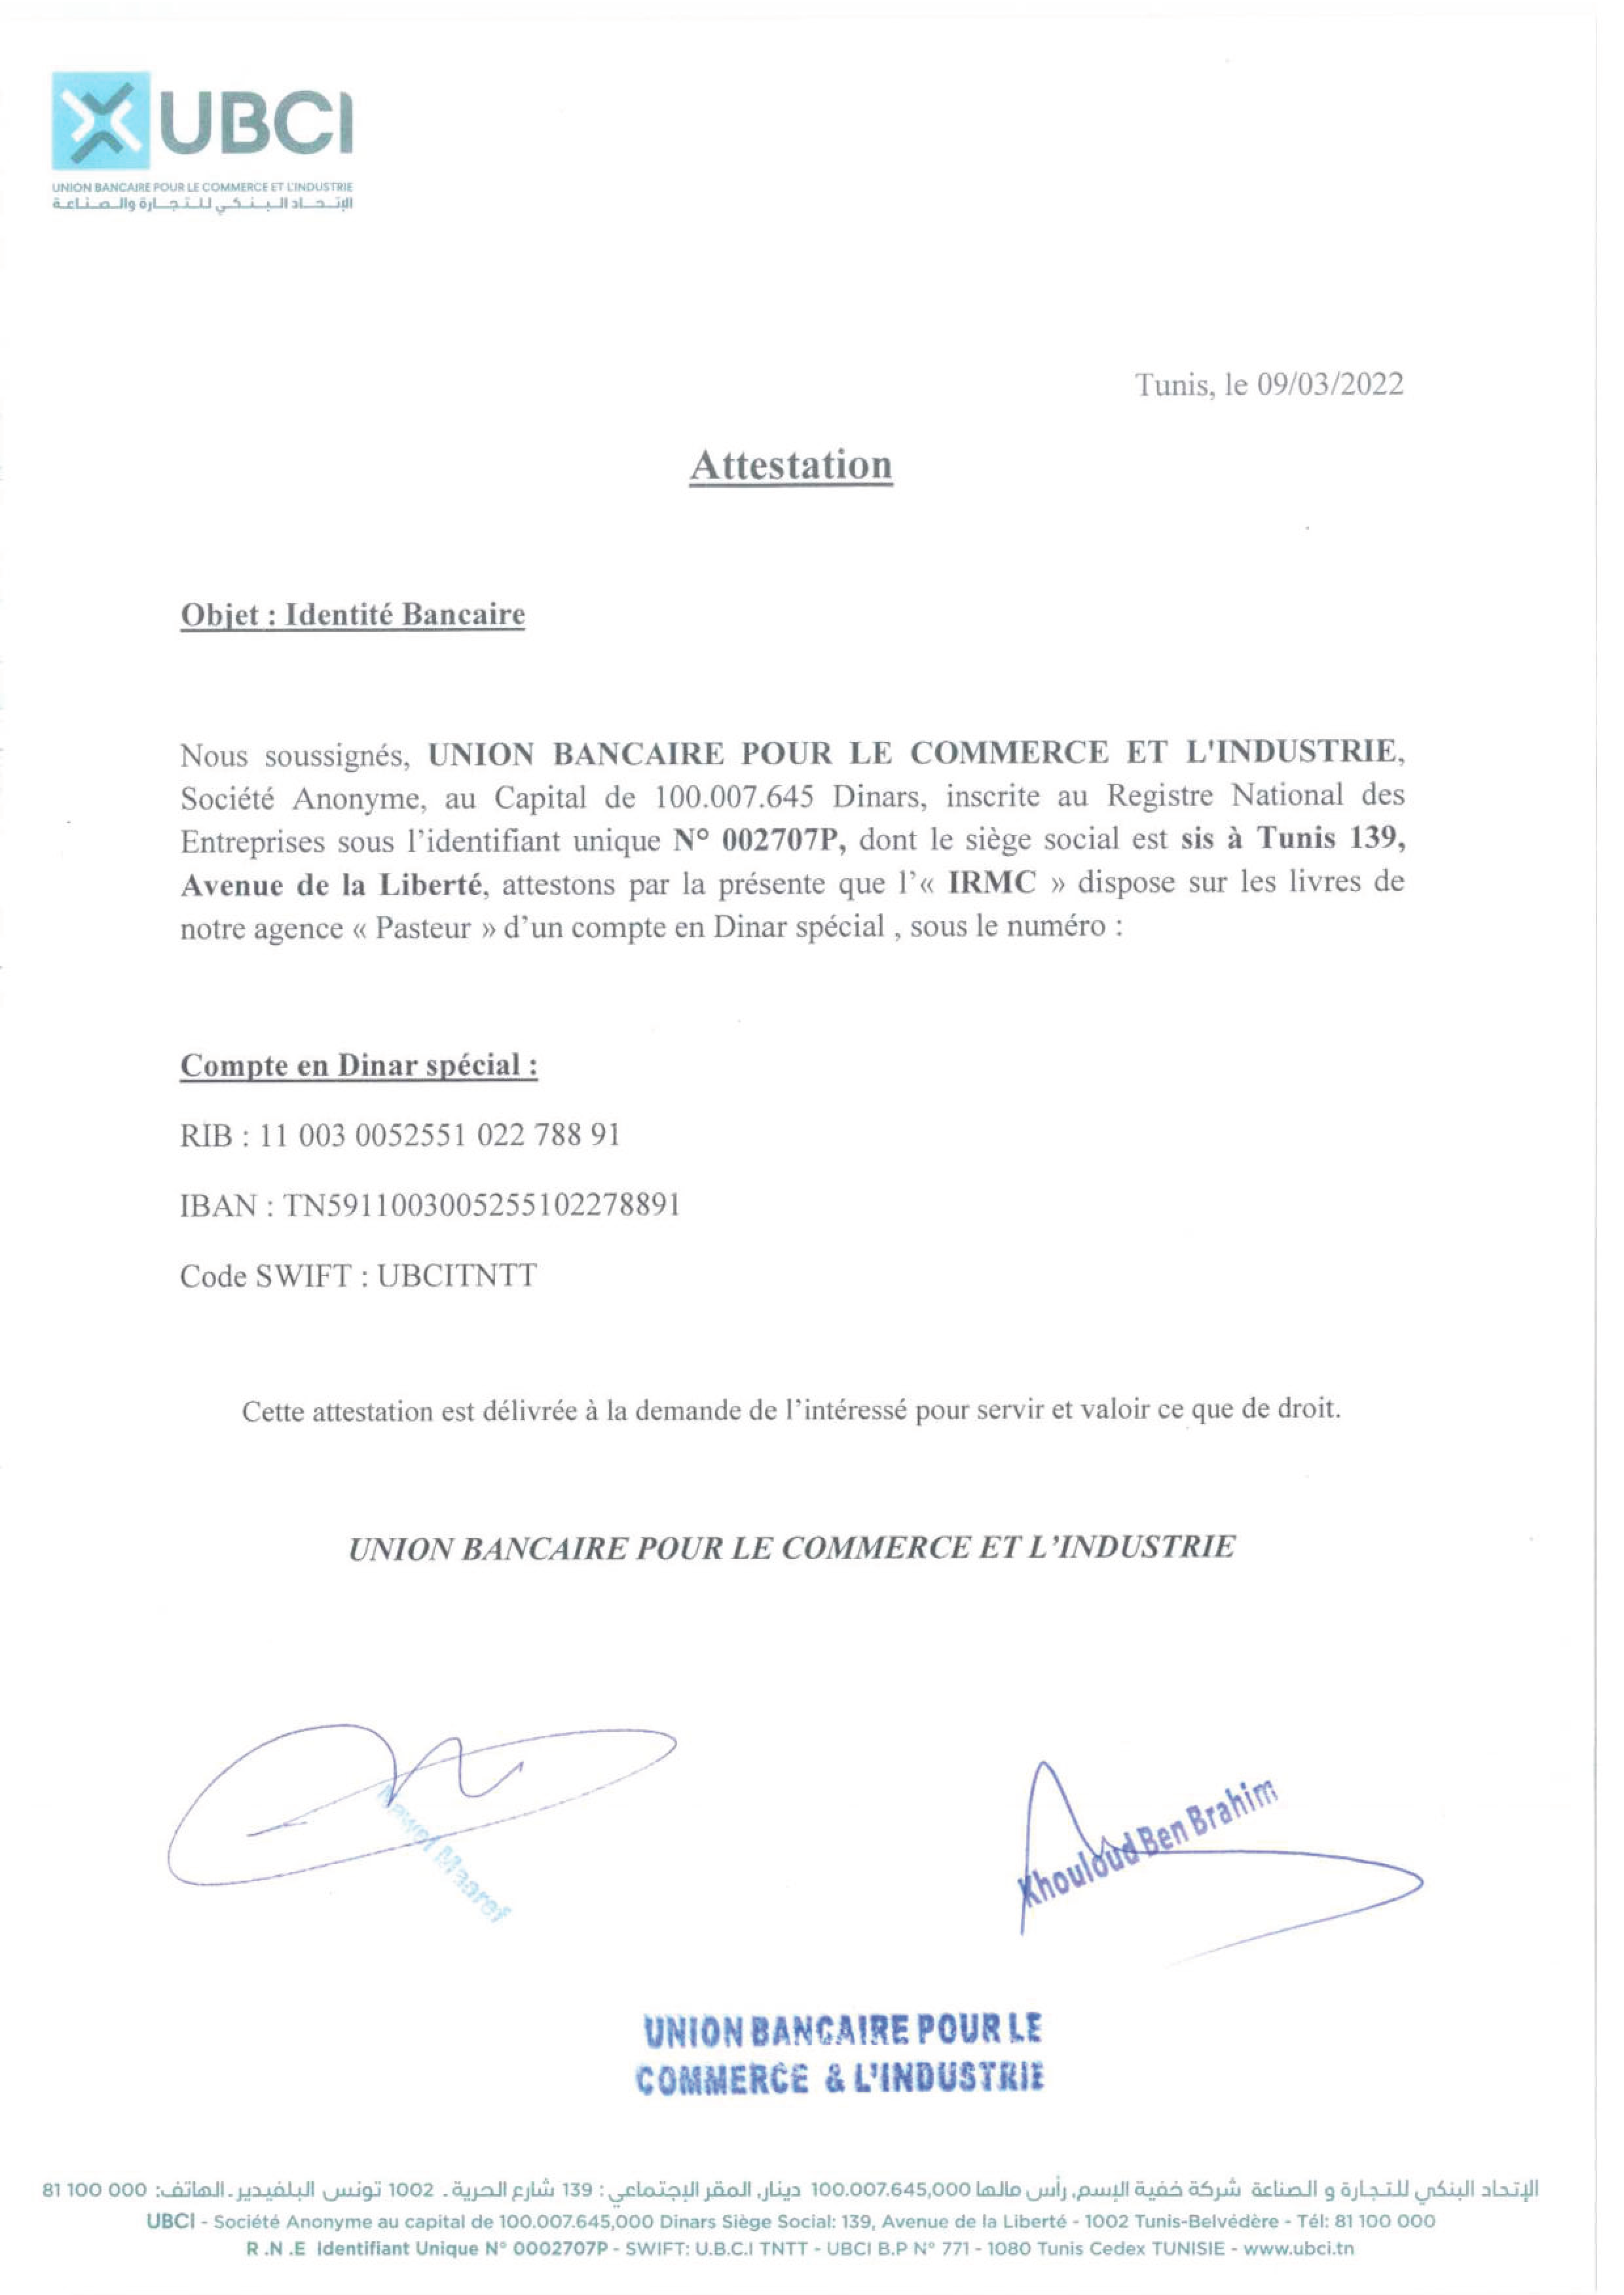 UBCI
UNION BANCAIRE POUR LE COMMERCE ET L'INDUSTRIE
الإتحاد البنكي للتجارة والصناعة
Tunis, le 09/03/2022
Attestation
Objet : Identité Bancaire
Nous soussignés, UNION BANCAIRE POUR LE COMMERCE ET L'INDUSTRIE,
Société Anonyme, au Capital de 100.007.645 Dinars, inscrite au Registre National des
Entreprises sous l'identifiant unique N° 002707P, dont le siège social est sis à Tunis 139,
Avenue de la Liberté, attestons par la présente que l'« IRMC » dispose sur les livres de
notre agence « Pasteur » d'un compte en Dinar spécial , sous le numéro :
Compte en Dinar spécial :
RIB : 11 003 0052551 022 788 91
IBAN : TN5911003005255102278891
Code SWIFT : UBCITNTT
Cette attestation est délivrée à la demande de l'intéressé pour servir et valoir ce que de droit.
UNION BANCAIRE POUR LE COMMERCE ET L'INDUSTRIE
Nawel Maaref
Khouloud Ben Brahim
UNION BANCAIRE POUR LE
COMMERCE & L'INDUSTRIE
الإتحاد البنكي للتجارة و الصناعة شركة خفية الإسم, رأس مالها 100.007.645,000 دينار, المقر الإجتماعي : 139 شارع الحرية . 1002 تونس البلفيدير . الهاتف: 000 100 81
UBCI - Société Anonyme au capital de 100.007.645,000 Dinars Siège Social: 139, Avenue de la Liberté - 1002 Tunis-Belvédère - Tél: 81 100 000
R .N .E Identifiant Unique N° 0002707P - SWIFT: U.B.C.I TNTT - UBCI B.P N° 771 - 1080 Tunis Cedex TUNISIE - www.ubci.tn